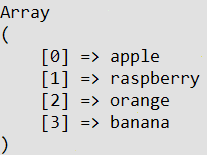 Array
(
    [0] => apple
    [1] => raspberry
    [2] => orange
    [3] => banana
)